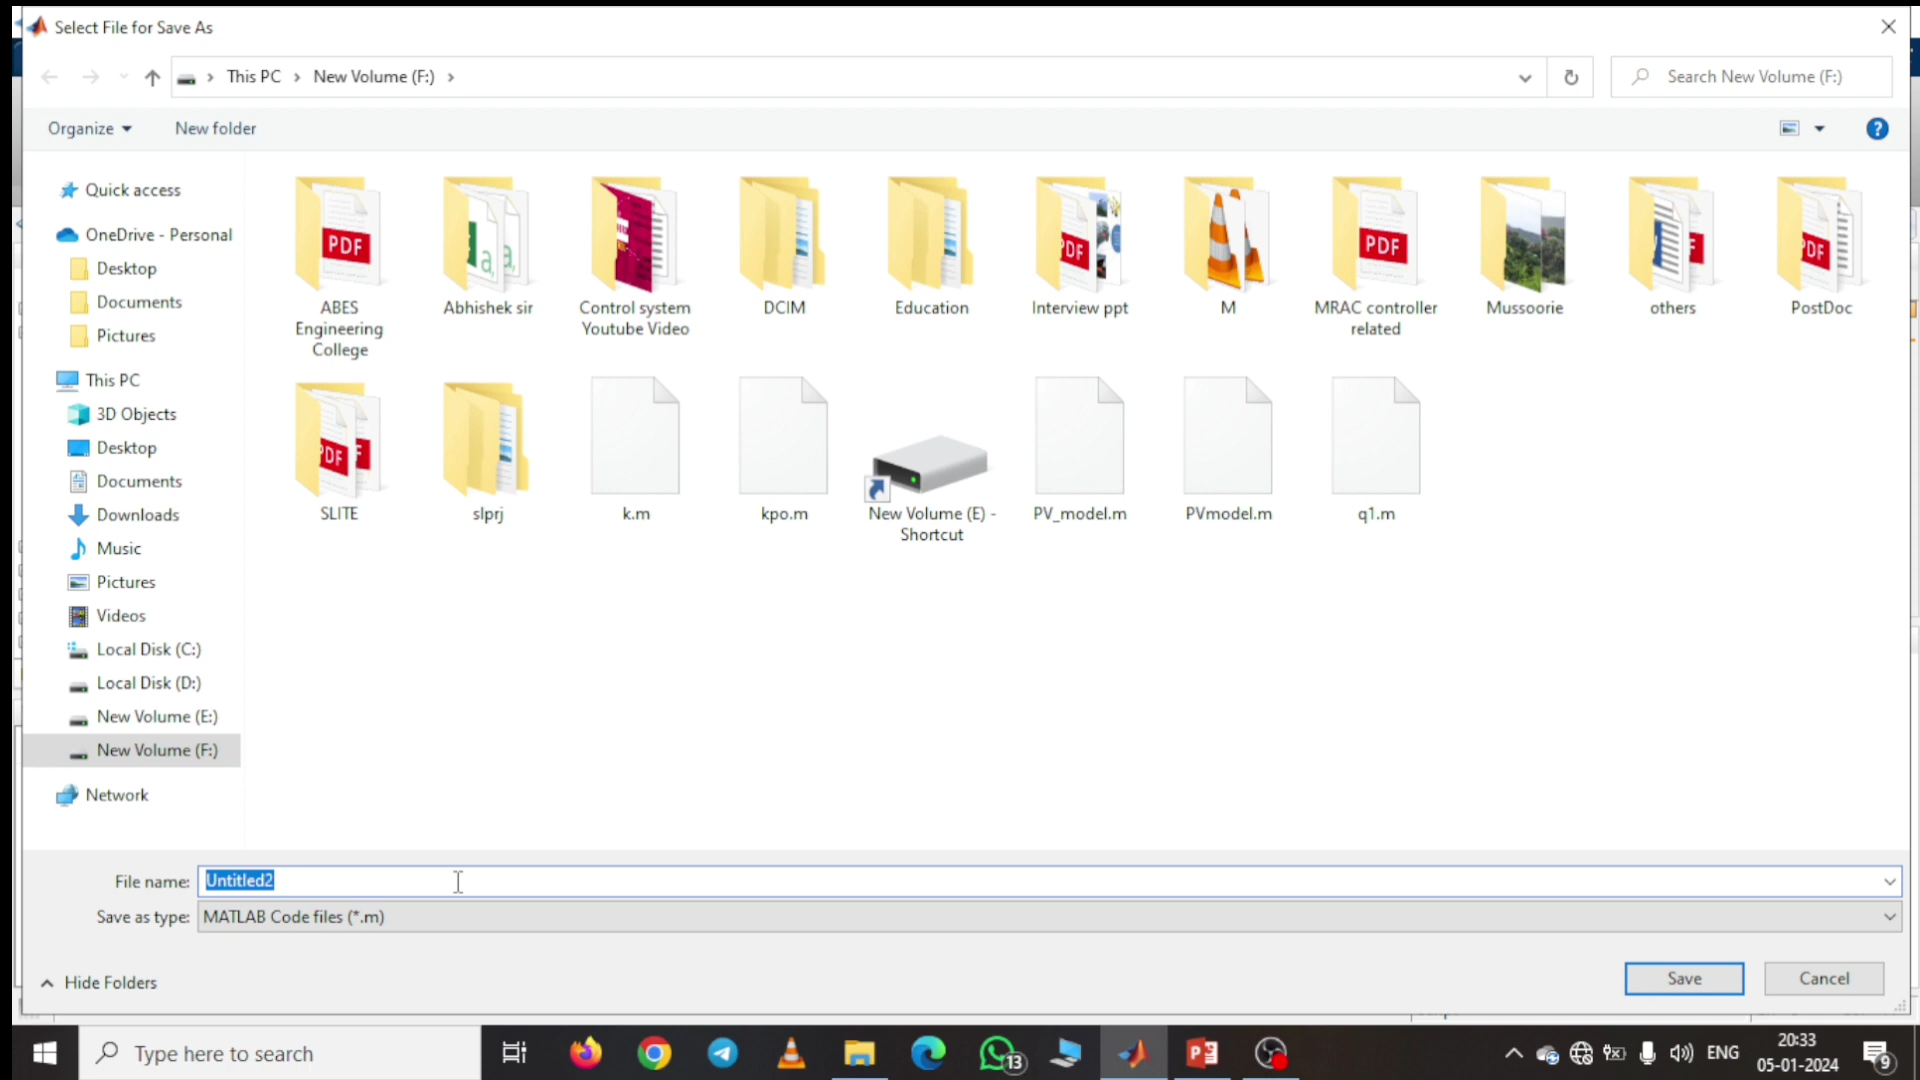 Select File for Save As
This PC
New Volume (F:)
Search New Volume (F:)
Organize
New folder
Quick access
OneDrive - Personal
Desktop
Documents
Pictures
This PC
3D Objects
Desktop
Documents
Downloads
Music
Pictures
Videos
Local Disk (C:)
Local Disk (D:)
New Volume (E:)
New Volume (F:)
Network
ABES
Engineering
College
Abhishek sir
Control system
Youtube Video
DCIM
Education
Interview ppt
M
MRAC controller
related
Mussoorie
others
PostDoc
SLITE
slprj
k.m
kpo.m
New Volume (E) -
Shortcut
PV_model.m
PVmodel.m
q1.m
File name: Untitled2
Save as type: MATLAB Code files (*.m)
Hide Folders
Save
Cancel
Type here to search
13
ENG
20:33
05-01-2024
9